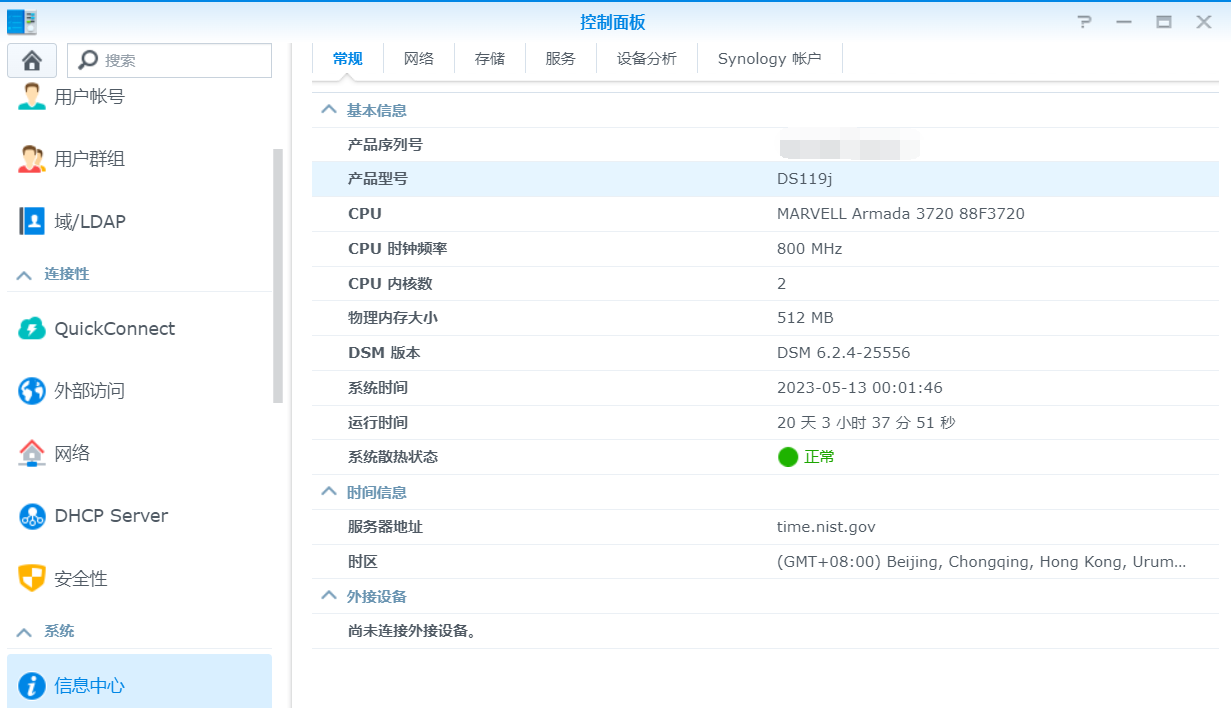 控制面板
搜索
用户帐号
用户群组
域/LDAP
连接性
QuickConnect
外部访问
网络
DHCP Server
安全性
系统
信息中心
常规 网络 存储 服务 设备分析 Synology 帐户
基本信息
产品序列号
产品型号 DS119j
CPU MARVELL Armada 3720 88F3720
CPU 时钟频率 800 MHz
CPU 内核数 2
物理内存大小 512 MB
DSM 版本 DSM 6.2.4-25556
系统时间 2023-05-13 00:01:46
运行时间 20 天 3 小时 37 分 51 秒
系统散热状态 正常
时间信息
服务器地址 time.nist.gov
时区 (GMT+08:00) Beijing, Chongqing, Hong Kong, Urum...
外接设备
尚未连接外接设备。